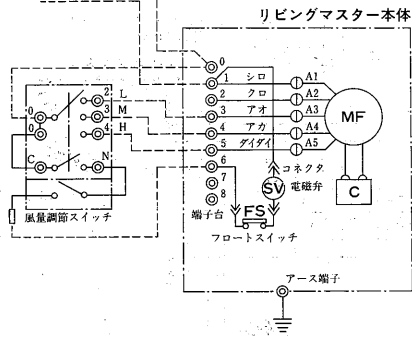 リビングマスター本体
0
1 シロ A1
2 クロ A2
3 アオ A3
4 アカ A4
5 ダイダイ A5
6
7
8
端子台
MF
C
コネクタ
SV 電磁弁
FS
フロートスイッチ
アース端子
0 2 L
3 M
0 4 H
C N
風量調節スイッチ